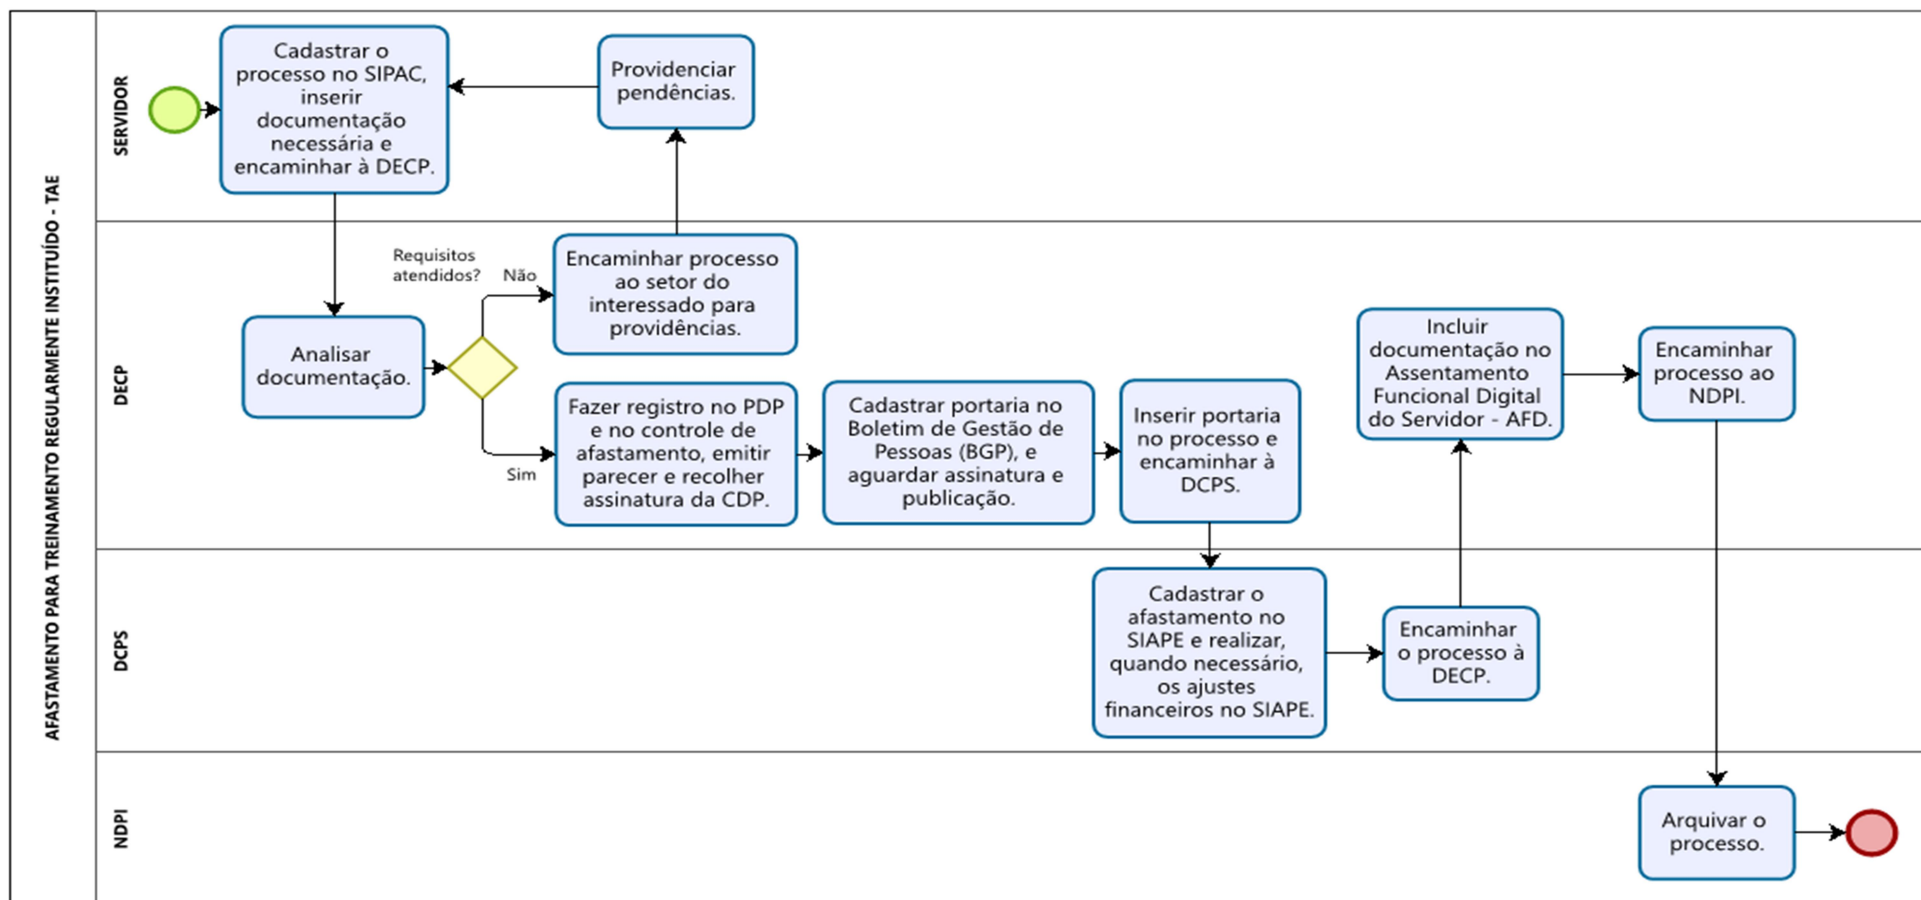 AFASTAMENTO PARA TREINAMENTO REGULARMENTE INSTITUÍDO - TAE
SERVIDOR
Cadastrar o
processo no SIPAC,
inserir
documentação
necessária e
encaminhar à DECP.
Providenciar
pendências.
DECP
Analisar
documentação.
Requisitos
atendidos?
Não
Encaminhar processo
ao setor do
interessado para
providências.
Sim
Fazer registro no PDP
e no controle de
afastamento, emitir
parecer e recolher
assinatura da CDP.
Cadastrar portaria no
Boletim de Gestão de
Pessoas (BGP), e
aguardar assinatura e
publicação.
Inserir portaria
no processo e
encaminhar à
DCPS.
Incluir
documentação no
Assentamento
Funcional Digital
do Servidor - AFD.
Encaminhar
processo ao
NDPI.
DCPS
Cadastrar o
afastamento no
SIAPE e realizar,
quando necessário,
os ajustes
financeiros no SIAPE.
Encaminhar
o processo à
DECP.
NDPI
Arquivar o
processo.